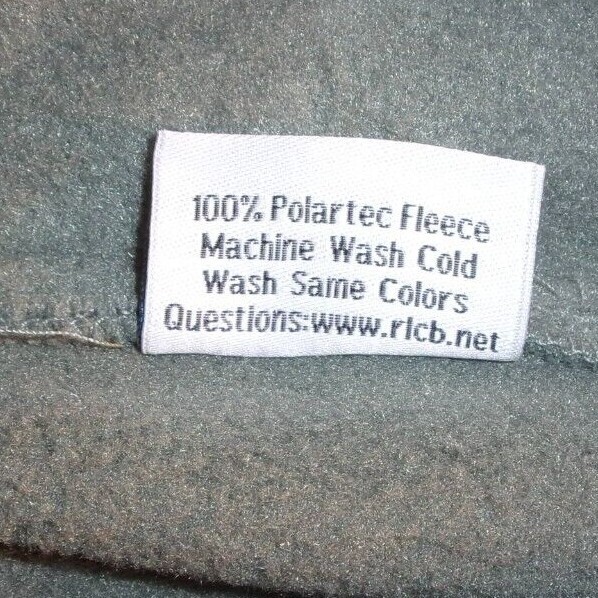 100% Polartec Fleece
Machine Wash Cold
Wash Same Colors
Questions:www.rlcb.net